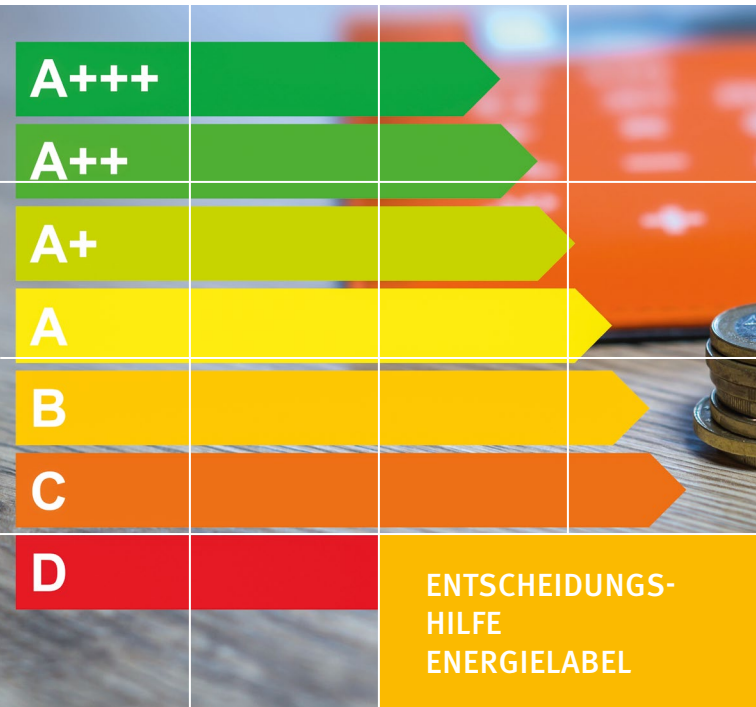 A+++
A++
A+
A
B
C
D
ENTSCHEIDUNGS-
HILFE
ENERGIELABEL